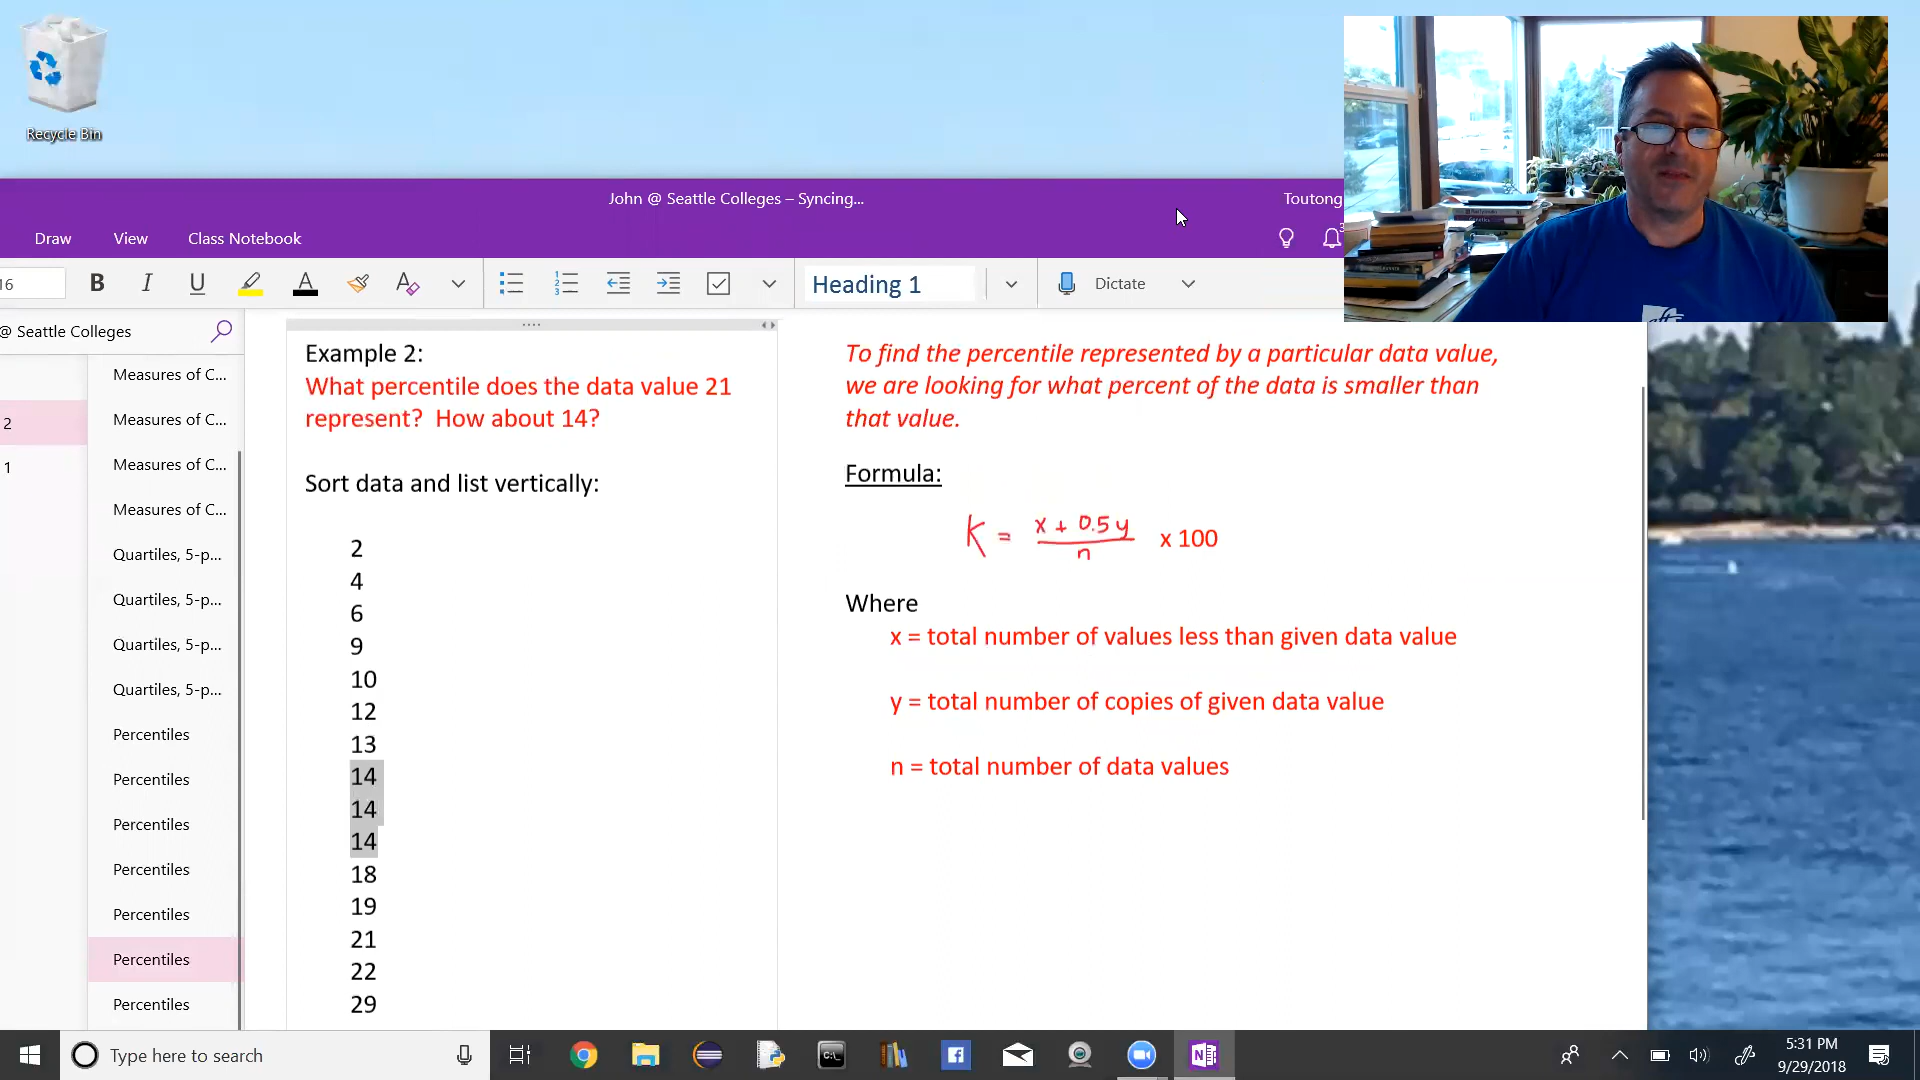 Recycle Bin
John @ Seattle Colleges – Syncing...
Toutong
Draw
View
Class Notebook
3
16
B
I
U
A
A
Heading 1
Dictate
@ Seattle Colleges
Measures of C...
2
Measures of C...
1
Measures of C...
Measures of C...
Quartiles, 5-p...
Quartiles, 5-p...
Quartiles, 5-p...
Quartiles, 5-p...
Percentiles
Percentiles
Percentiles
Percentiles
Percentiles
Percentiles
Percentiles
Example 2:
What percentile does the data value 21
represent? How about 14?
Sort data and list vertically:
2
4
6
9
10
12
13
14
14
14
18
19
21
22
29
To find the percentile represented by a particular data value,
we are looking for what percent of the data is smaller than
that value.
Formula:
K = x + 0.5y / n x 100
Where
x = total number of values less than given data value
y = total number of copies of given data value
n = total number of data values
aft
Type here to search
5:31 PM
9/29/2018